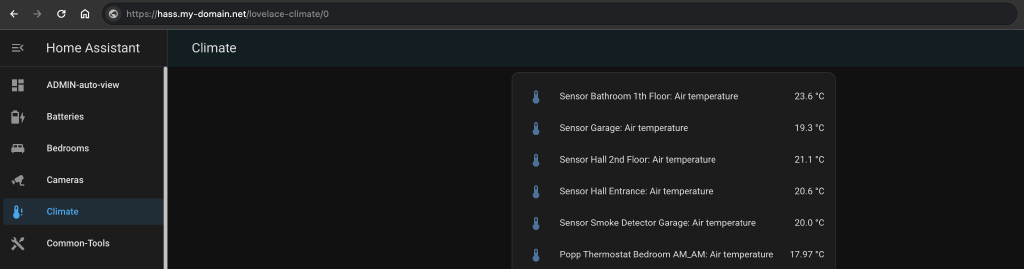 https://hass.my-domain.net/lovelace-climate/0
Home Assistant
Climate
ADMIN-auto-view
Batteries
Bedrooms
Cameras
Climate
Common-Tools
Sensor Bathroom 1th Floor: Air temperature 23.6 °C
Sensor Garage: Air temperature 19.3 °C
Sensor Hall 2nd Floor: Air temperature 21.1 °C
Sensor Hall Entrance: Air temperature 20.6 °C
Sensor Smoke Detector Garage: Air temperature 20.0 °C
Popp Thermostat Bedroom AM_AM: Air temperature 17.97 °C